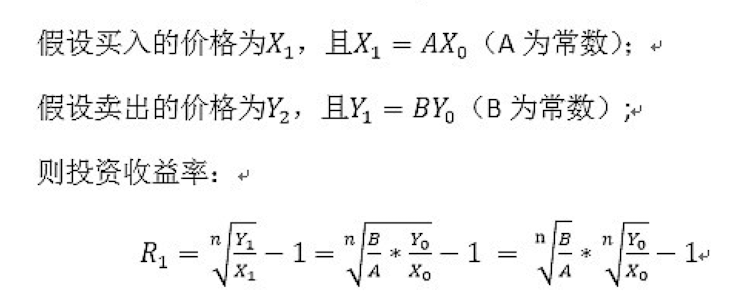 假设买入的价格为X₁，且X₁ = AX₀（A 为常数）；↵
假设卖出的价格为Y₂，且Y₁ = BY₀（B 为常数）;↵
则投资收益率：↵
R₁ = ⁿ√(Y₁/X₁) − 1 = ⁿ√(B/A * Y₀/X₀) − 1 = ⁿ√(B/A) * ⁿ√(Y₀/X₀) − 1↵